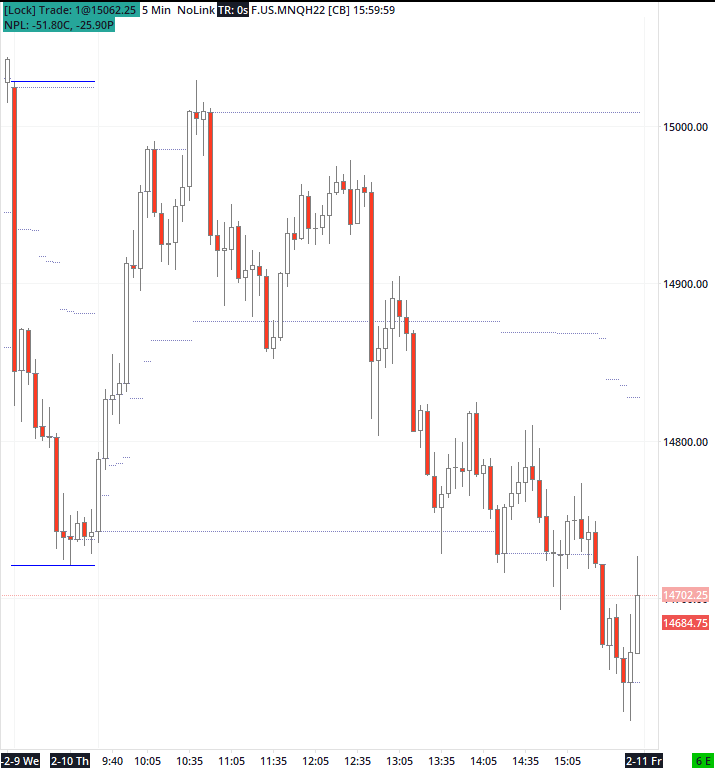 [Lock] Trade: 1@15062.25 5 Min NoLink TR: 0s F.US.MNQH22 [CB] 15:59:59
NPL: -51.80C, -25.90P
15000.00
14900.00
14800.00
14702.25
14684.75
-2-9 We 2-10 Th 9:40 10:05 10:35 11:05 11:35 12:05 12:35 13:05 13:35 14:05 14:35 15:05 2-11 Fr 6 E